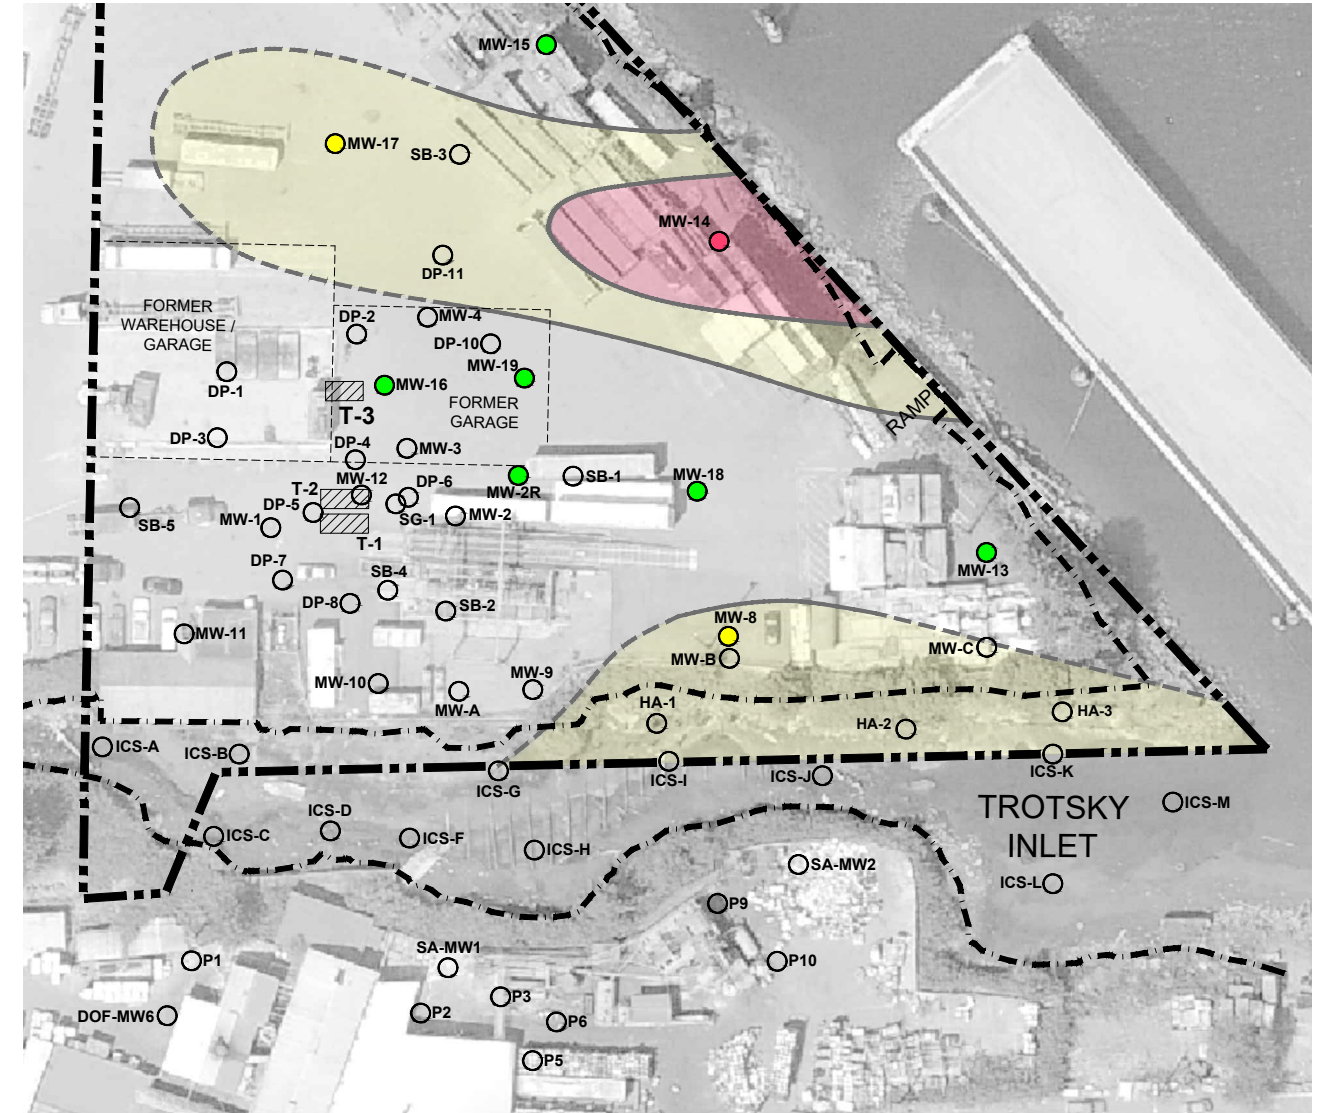 MW-15
MW-17
SB-3
MW-14
DP-11
FORMER
WAREHOUSE /
GARAGE
DP-2
MW-4
DP-10
MW-19
DP-1
MW-16
T-3
FORMER
GARAGE
RAMP
DP-3
DP-4
MW-3
MW-12
DP-6
MW-2R
SB-1
MW-18
T-2
DP-5
SB-5
MW-1
SG-1
MW-2
T-1
DP-7
SB-4
MW-13
DP-8
SB-2
MW-8
MW-11
MW-B
MW-C
MW-10
MW-9
MW-A
HA-1
HA-2
HA-3
ICS-A
ICS-B
ICS-G
ICS-I
ICS-J
ICS-K
ICS-D
ICS-C
ICS-F
ICS-H
TROTSKY
INLET
ICS-M
SA-MW2
ICS-L
P9
SA-MW1
P1
P10
P3
DOF-MW6
P2
P6
P5